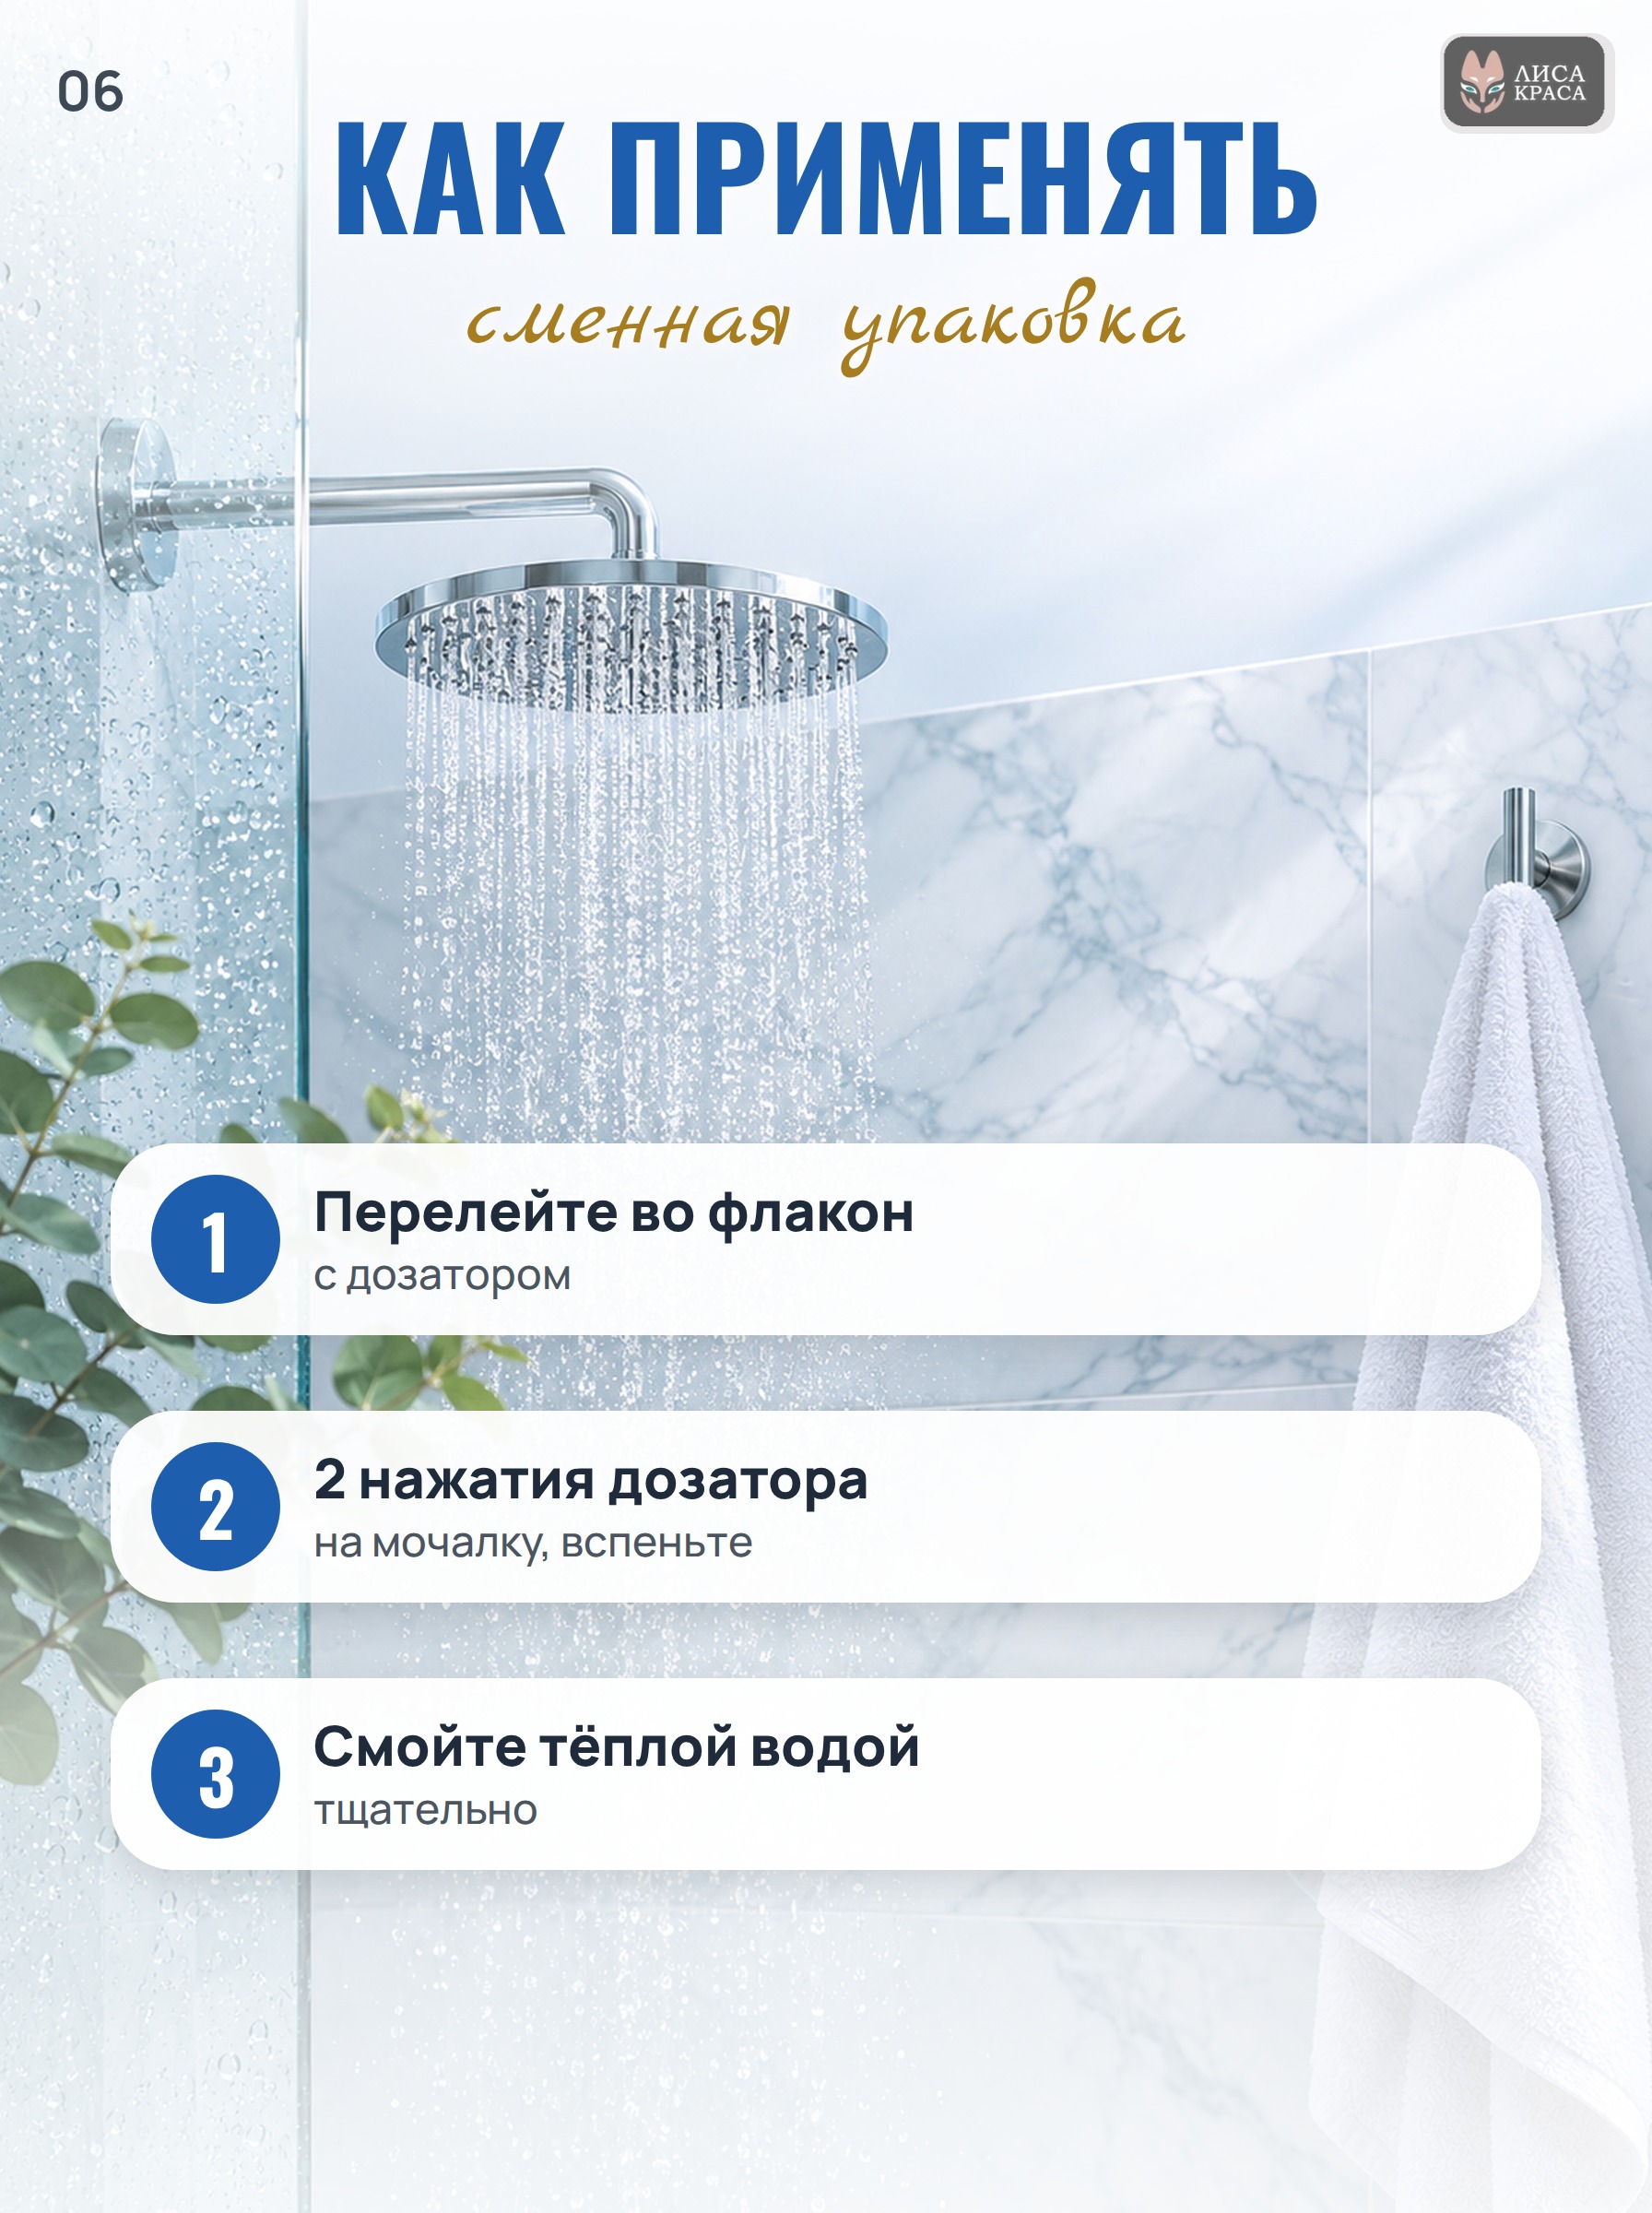 06
ЛИСА
КРАСА
КАК ПРИМЕНЯТЬ
сменная упаковка
1
Перелейте во флакон
с дозатором
2
2 нажатия дозатора
на мочалку, вспеньте
3
Смойте тёплой водой
тщательно